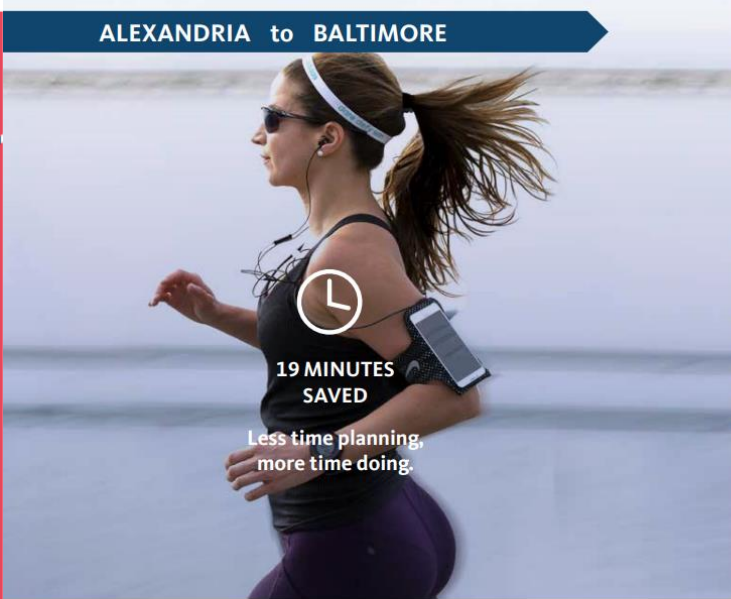 ALEXANDRIA to BALTIMORE
19 MINUTES
SAVED
Less time planning,
more time doing.